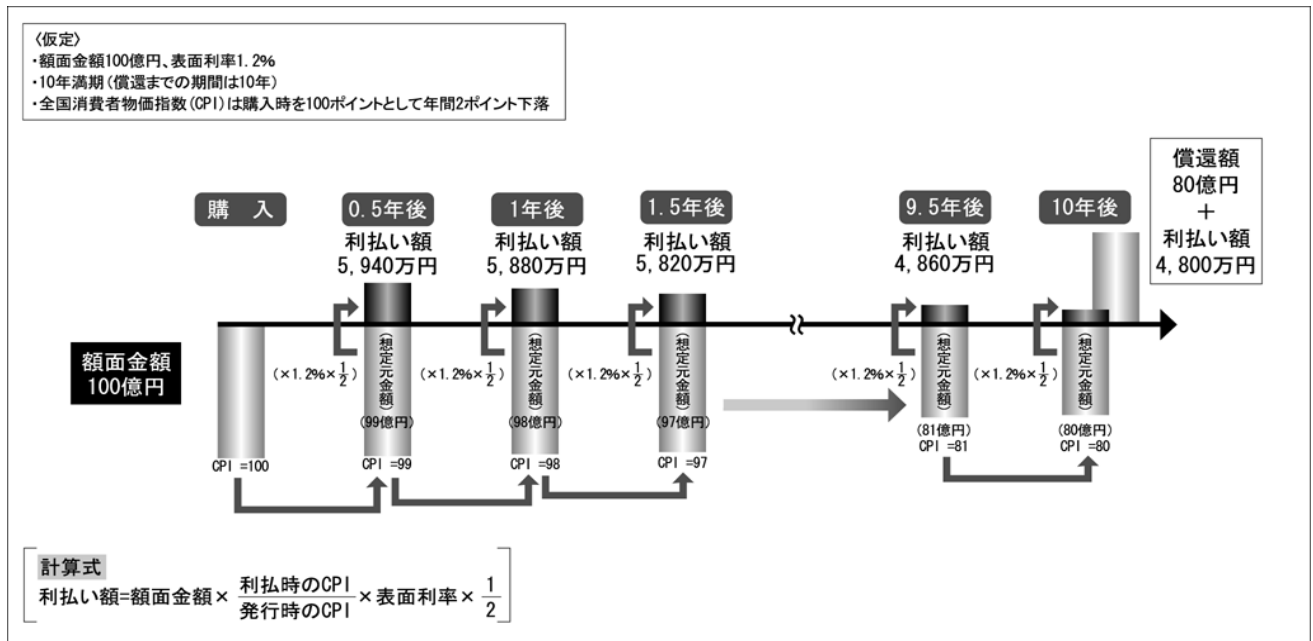 〈仮定〉
・額面金額100億円、表面利率1.2%
・10年満期(償還までの期間は10年)
・全国消費者物価指数(CPI)は購入時を100ポイントとして年間2ポイント下落
購 入
0.5年後
利払い額
5,940万円
1年後
利払い額
5,880万円
1.5年後
利払い額
5,820万円
9.5年後
利払い額
4,860万円
10年後
償還額
80億円
+
利払い額
4,800万円
額面金額
100億円
(×1.2%×1/2)
(×1.2%×1/2)
(×1.2%×1/2)
(×1.2%×1/2)
(×1.2%×1/2)
(想定元金額)
(99億円)
(想定元金額)
(98億円)
(想定元金額)
(97億円)
(想定元金額)
(81億円)
(想定元金額)
(80億円)
CPI =100
CPI =99
CPI =98
CPI =97
CPI =81
CPI =80
計算式
利払い額=額面金額× 利払時のCPI/発行時のCPI ×表面利率× 1/2